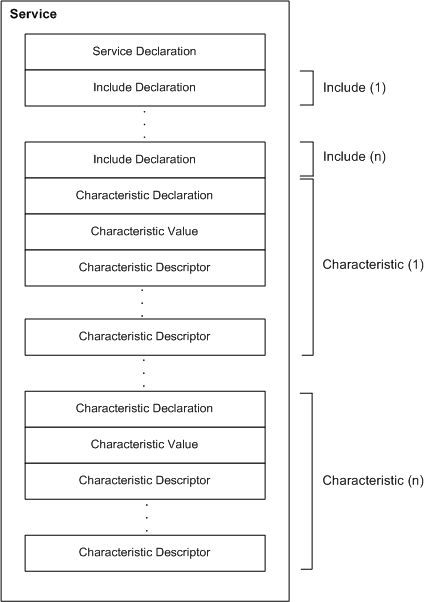 Service
Service Declaration
Include Declaration
Include (1)
Include Declaration
Include (n)
Characteristic Declaration
Characteristic Value
Characteristic Descriptor
Characteristic (1)
Characteristic Descriptor
Characteristic Declaration
Characteristic Value
Characteristic Descriptor
Characteristic (n)
Characteristic Descriptor